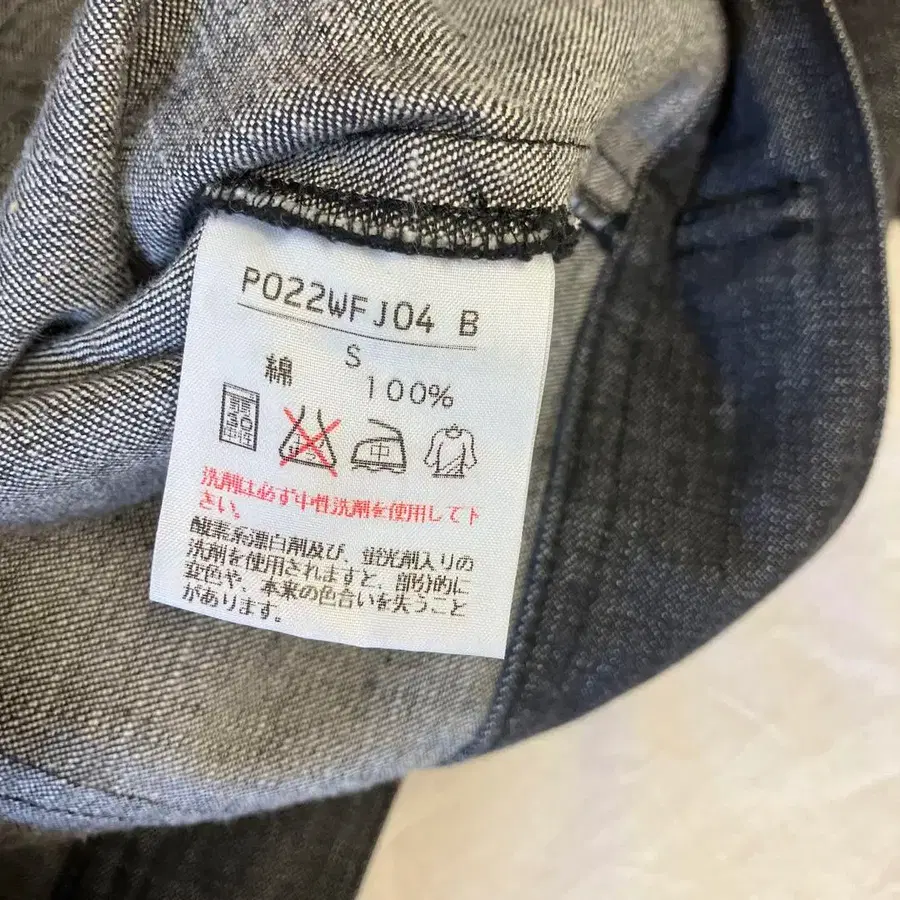 P022WFJ04 B
S
綿 100%
中
洗剤は必ず中性洗剤を使用して下
さい。
酸素系漂白剤及び、蛍光剤入りの
洗剤を使用されますと、部分的に
変色や、本来の色合いを失うこと
があります。